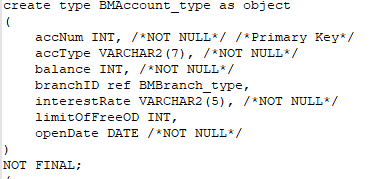 create type BMAccount_type as object
(
accNum INT, /*NOT NULL*/ /*Primary Key*/
accType VARCHAR2(7), /*NOT NULL*/
balance INT, /*NOT NULL*/
branchID ref BMBranch_type,
interestRate VARCHAR2(5), /*NOT NULL*/
limitOfFreeOD INT,
openDate DATE /*NOT NULL*/
)
NOT FINAL;